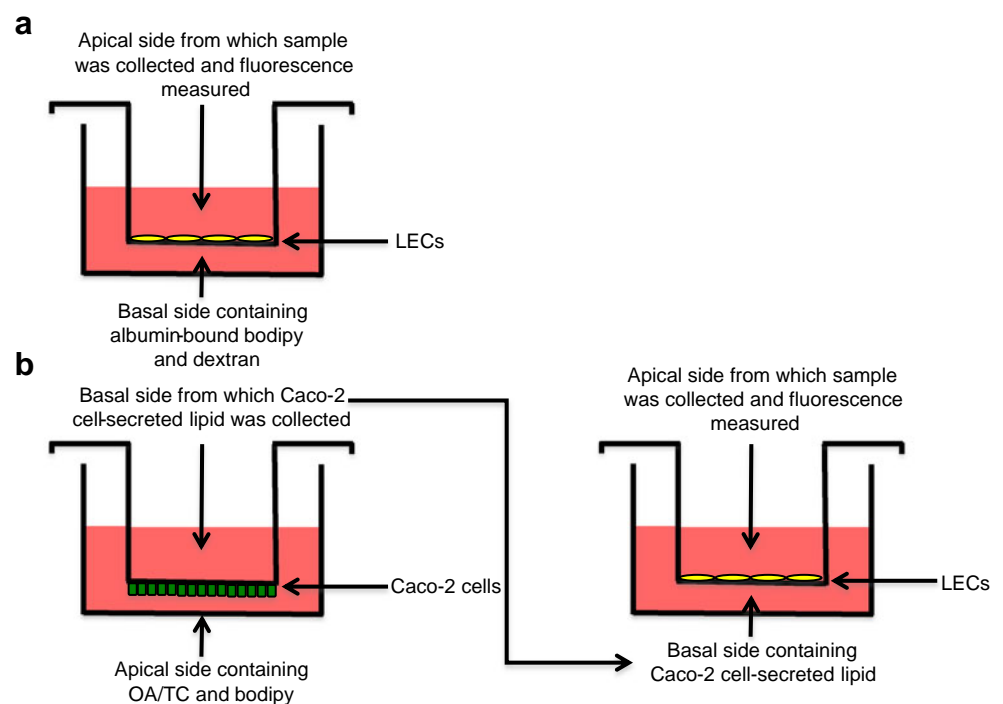 a
Apical side from which sample
was collected and fluorescence
measured
LECs
Basal side containing
albumin-bound bodipy
and dextran
b
Basal side from which Caco-2
cell-secreted lipid was collected
Caco-2 cells
Apical side containing
OA/TC and bodipy
Apical side from which sample
was collected and fluorescence
measured
LECs
Basal side containing
Caco-2 cell-secreted lipid